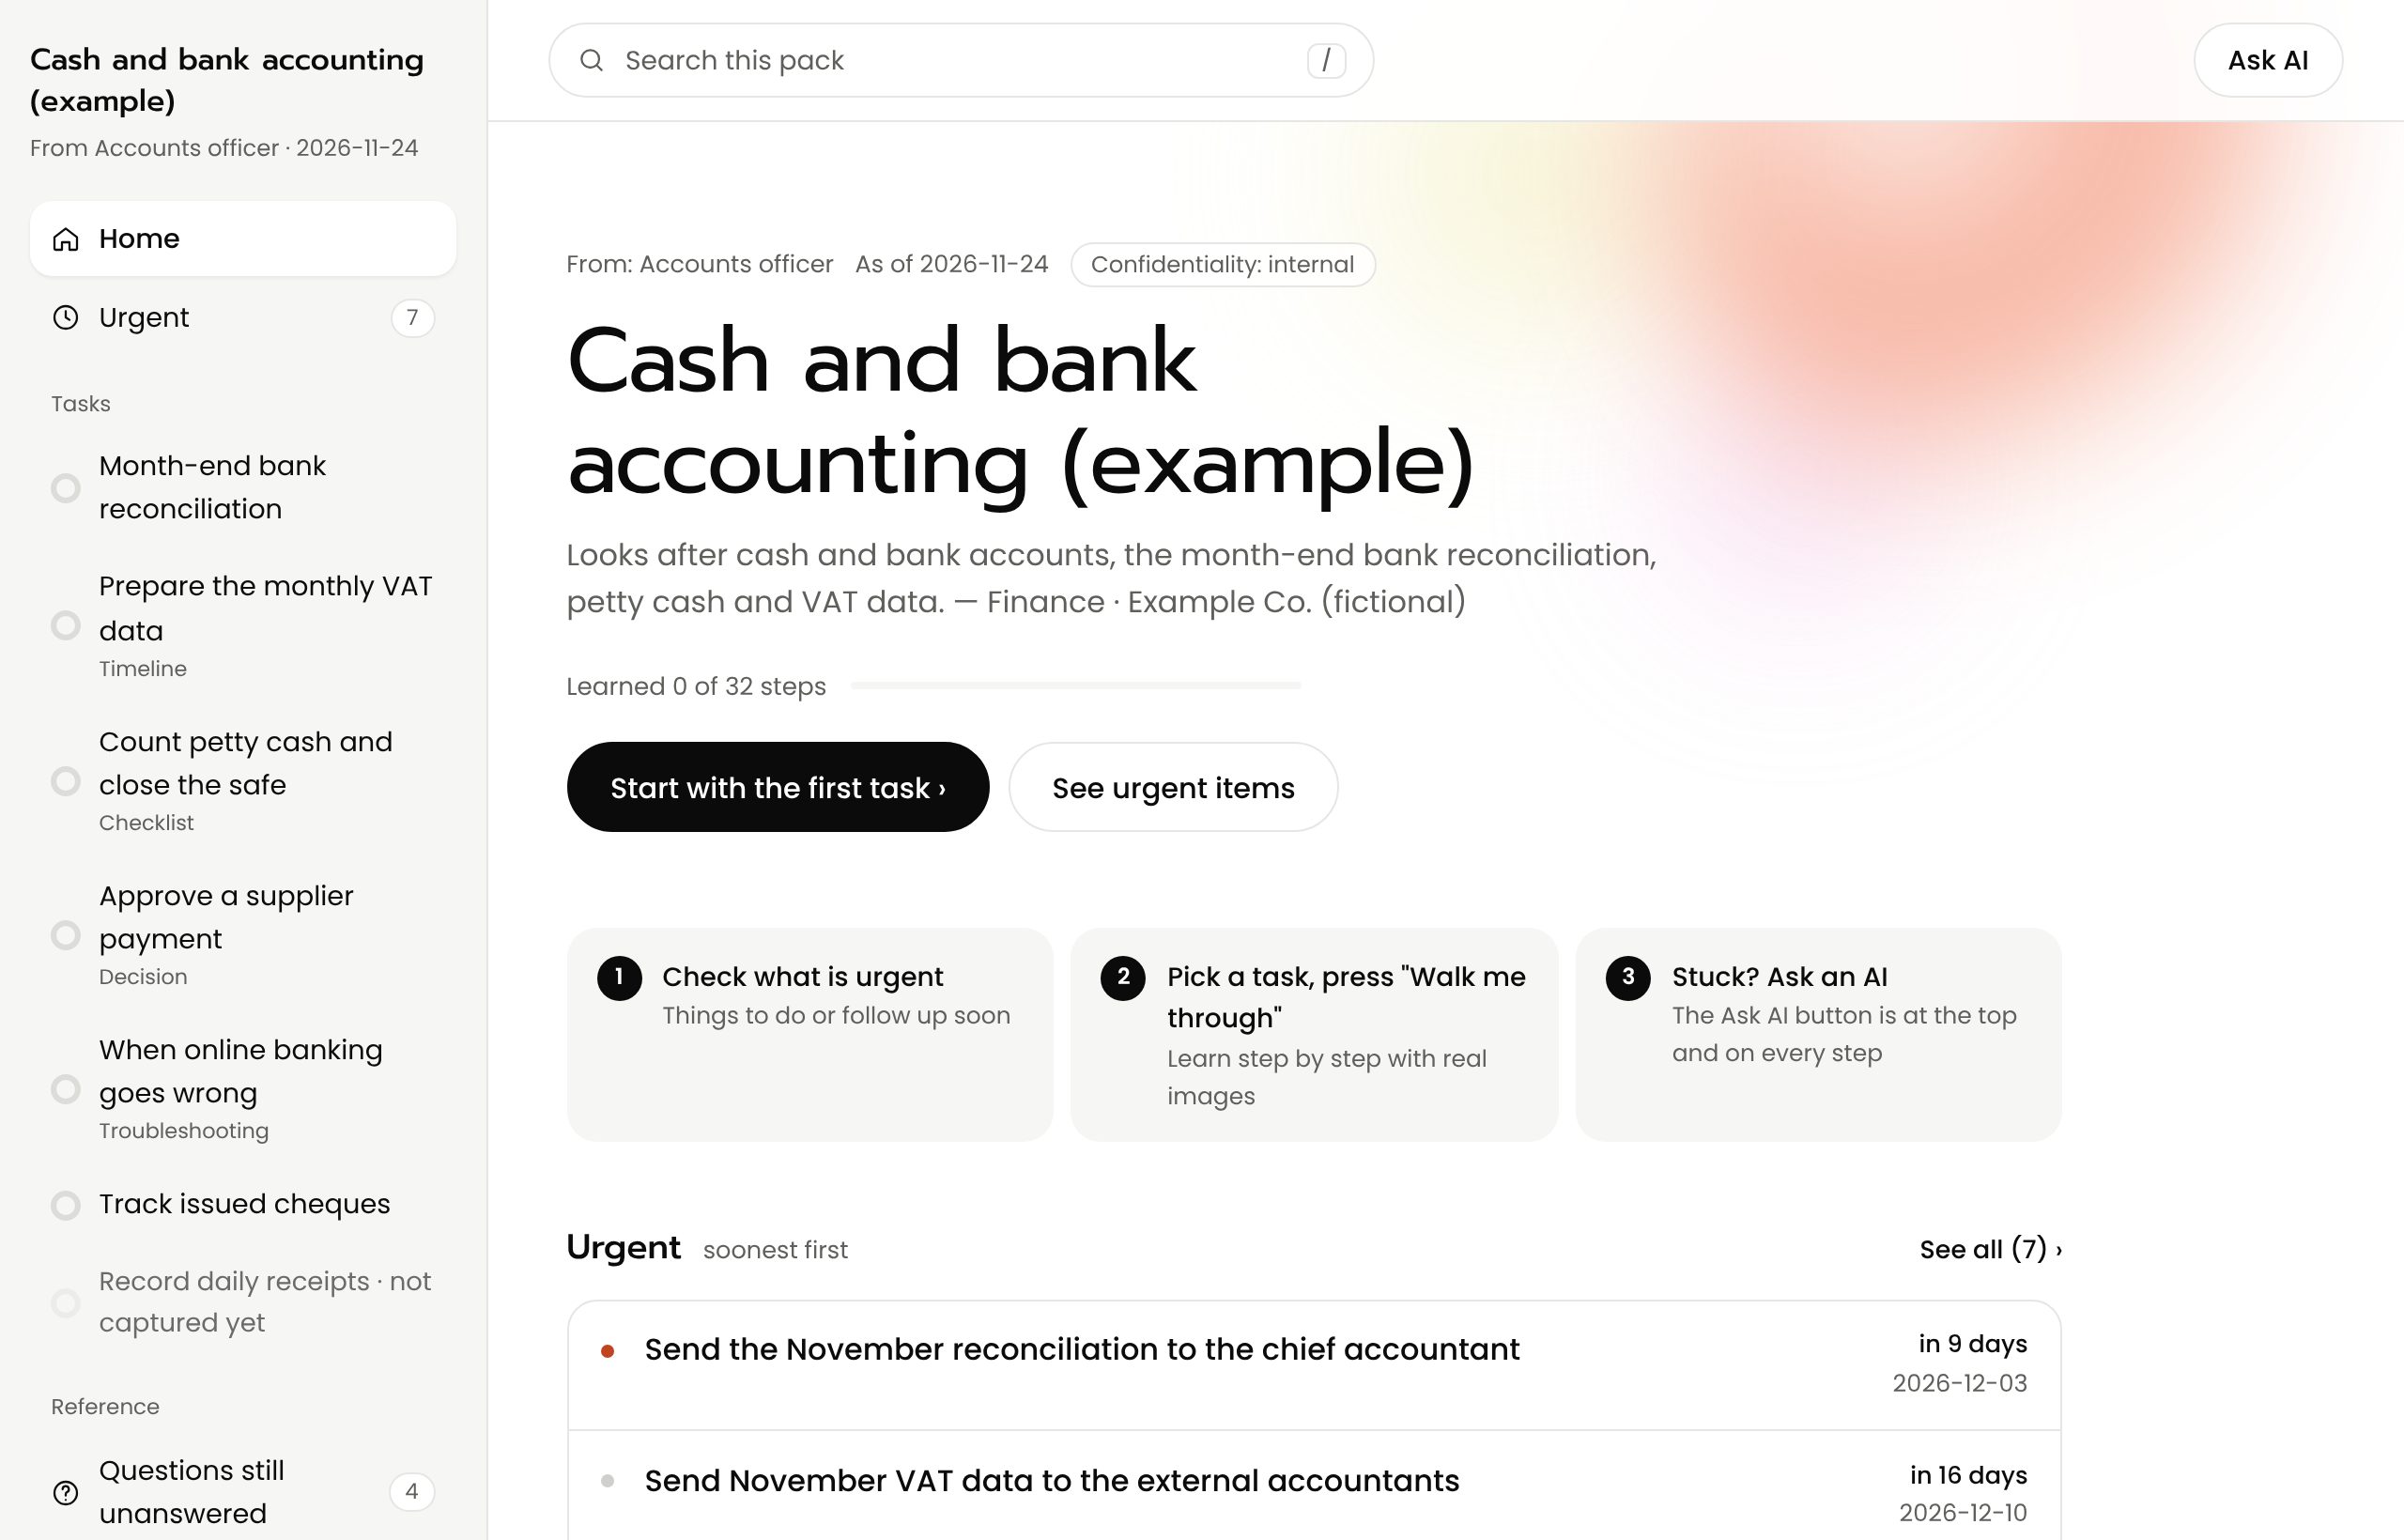 Cash and bank accounting
(example)
From Accounts officer · 2026-11-24
Home
Urgent 7
Tasks
Month-end bank
reconciliation
Prepare the monthly VAT
data
Timeline
Count petty cash and
close the safe
Checklist
Approve a supplier
payment
Decision
When online banking
goes wrong
Troubleshooting
Track issued cheques
Record daily receipts · not
captured yet
Reference
Questions still
unanswered 4
Search this pack /
Ask AI
From: Accounts officer As of 2026-11-24 Confidentiality: internal
Cash and bank
accounting (example)
Looks after cash and bank accounts, the month-end bank reconciliation,
petty cash and VAT data. — Finance · Example Co. (fictional)
Learned 0 of 32 steps
Start with the first task ›
See urgent items
1 Check what is urgent
Things to do or follow up soon
2 Pick a task, press "Walk me
through"
Learn step by step with real
images
3 Stuck? Ask an AI
The Ask AI button is at the top
and on every step
Urgent soonest first
See all (7) ›
Send the November reconciliation to the chief accountant
in 9 days
2026-12-03
Send November VAT data to the external accountants
in 16 days
2026-12-10